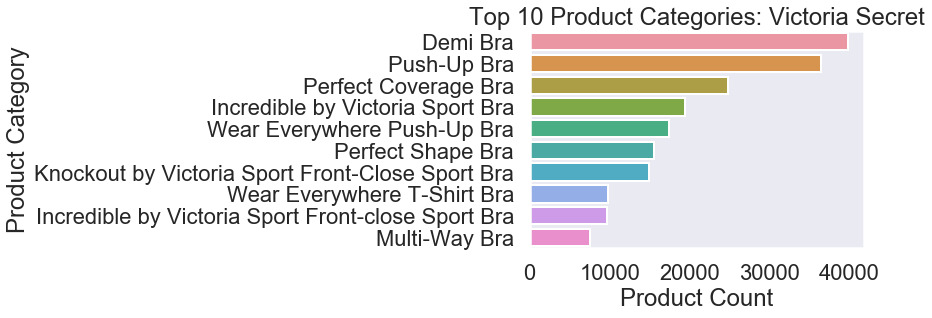 Top 10 Product Categories: Victoria Secret
Product Category
Demi Bra
Push-Up Bra
Perfect Coverage Bra
Incredible by Victoria Sport Bra
Wear Everywhere Push-Up Bra
Perfect Shape Bra
Knockout by Victoria Sport Front-Close Sport Bra
Wear Everywhere T-Shirt Bra
Incredible by Victoria Sport Front-close Sport Bra
Multi-Way Bra
0 10000 20000 30000 40000
Product Count